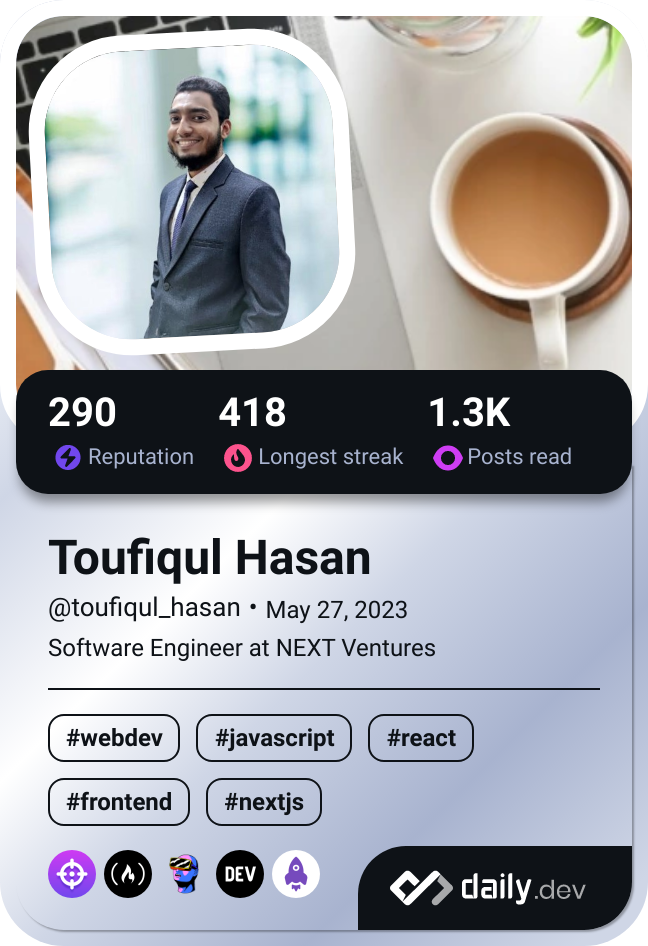 290 418 1.3K
Reputation Longest streak Posts read
Toufiqul Hasan
@toufiqul_hasan • May 27, 2023
Software Engineer at NEXT Ventures
#webdev #javascript #react
#frontend #nextjs
DEV
daily.dev